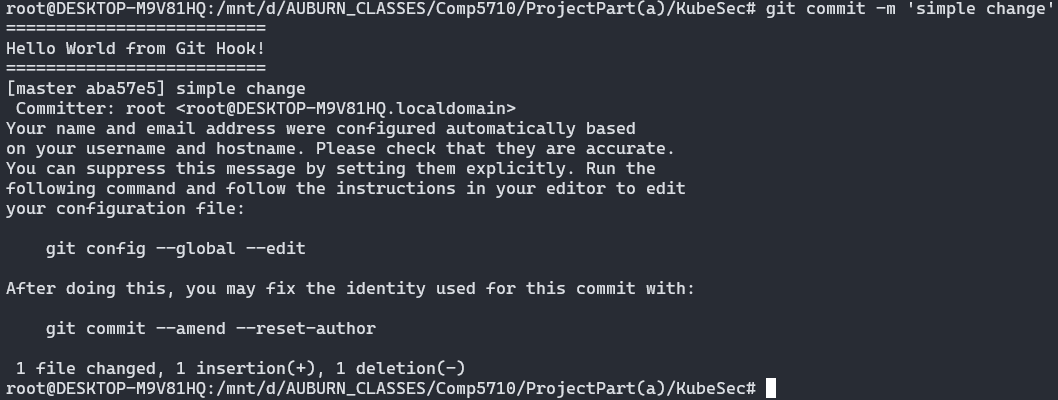 root@DESKTOP-M9V81HQ:/mnt/d/AUBURN_CLASSES/Comp5710/ProjectPart(a)/KubeSec# git commit -m 'simple change'
==========================
Hello World from Git Hook!
==========================
[master aba57e5] simple change
 Committer: root <root@DESKTOP-M9V81HQ.localdomain>
Your name and email address were configured automatically based
on your username and hostname. Please check that they are accurate.
You can suppress this message by setting them explicitly. Run the
following command and follow the instructions in your editor to edit
your configuration file:

    git config --global --edit

After doing this, you may fix the identity used for this commit with:

    git commit --amend --reset-author

 1 file changed, 1 insertion(+), 1 deletion(-)
root@DESKTOP-M9V81HQ:/mnt/d/AUBURN_CLASSES/Comp5710/ProjectPart(a)/KubeSec#